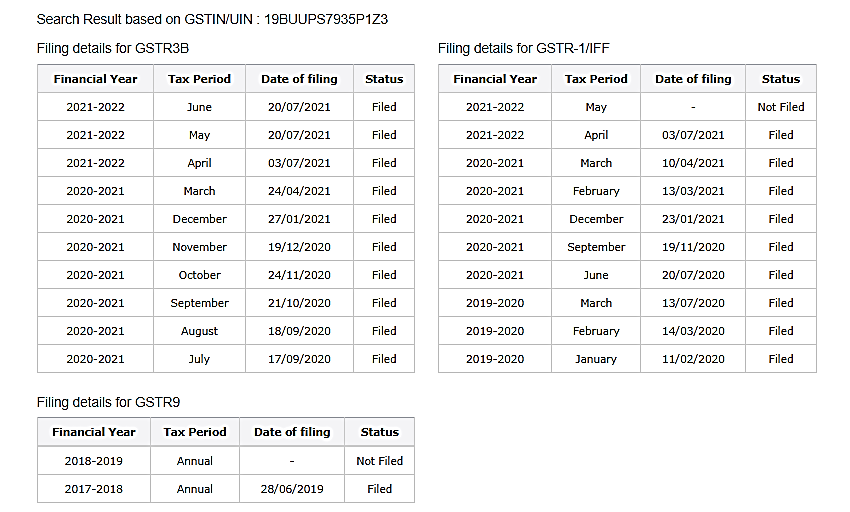 Search Result based on GSTIN/UIN : 19BUUPS7935P1Z3
Filing details for GSTR3B
Financial Year Tax Period Date of filing Status
2021-2022 June 20/07/2021 Filed
2021-2022 May 20/07/2021 Filed
2021-2022 April 03/07/2021 Filed
2020-2021 March 24/04/2021 Filed
2020-2021 December 27/01/2021 Filed
2020-2021 November 19/12/2020 Filed
2020-2021 October 24/11/2020 Filed
2020-2021 September 21/10/2020 Filed
2020-2021 August 18/09/2020 Filed
2020-2021 July 17/09/2020 Filed
Filing details for GSTR-1/IFF
Financial Year Tax Period Date of filing Status
2021-2022 May - Not Filed
2021-2022 April 03/07/2021 Filed
2020-2021 March 10/04/2021 Filed
2020-2021 February 13/03/2021 Filed
2020-2021 December 23/01/2021 Filed
2020-2021 September 19/11/2020 Filed
2020-2021 June 20/07/2020 Filed
2019-2020 March 13/07/2020 Filed
2019-2020 February 14/03/2020 Filed
2019-2020 January 11/02/2020 Filed
Filing details for GSTR9
Financial Year Tax Period Date of filing Status
2018-2019 Annual - Not Filed
2017-2018 Annual 28/06/2019 Filed